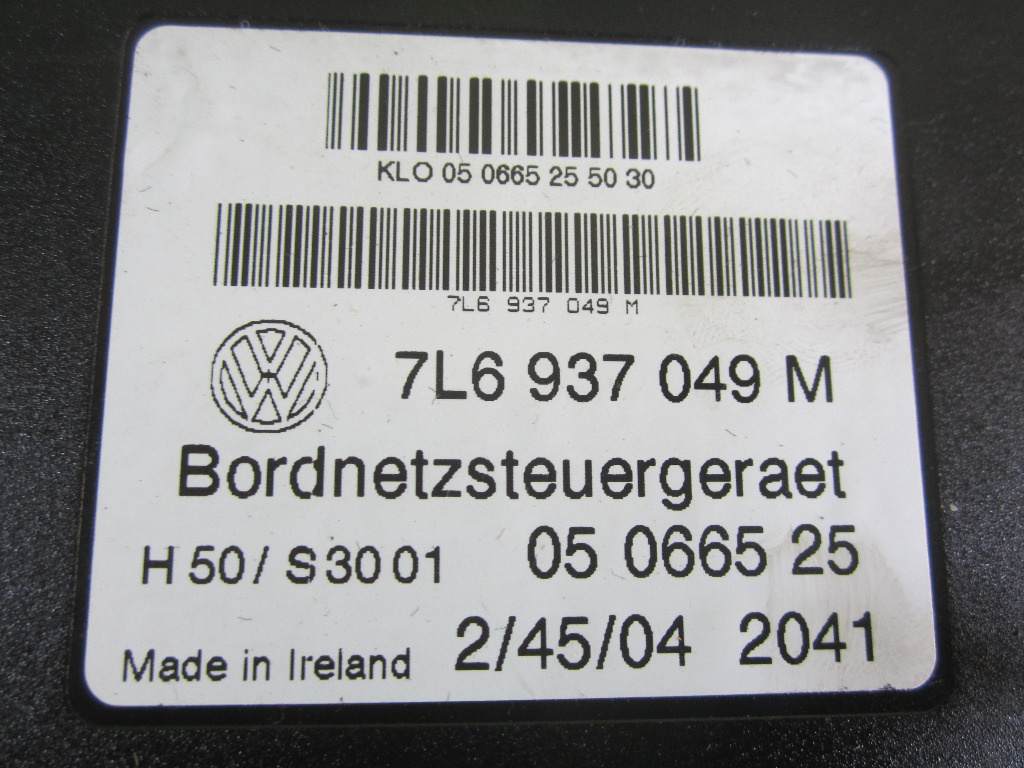 KLO 05 0665 25 50 30
7L6 937 049 M
7L6 937 049 M
Bordnetzsteuergeraet
H 50 / S 30 01 05 0665 25
Made in Ireland 2/45/04 2041